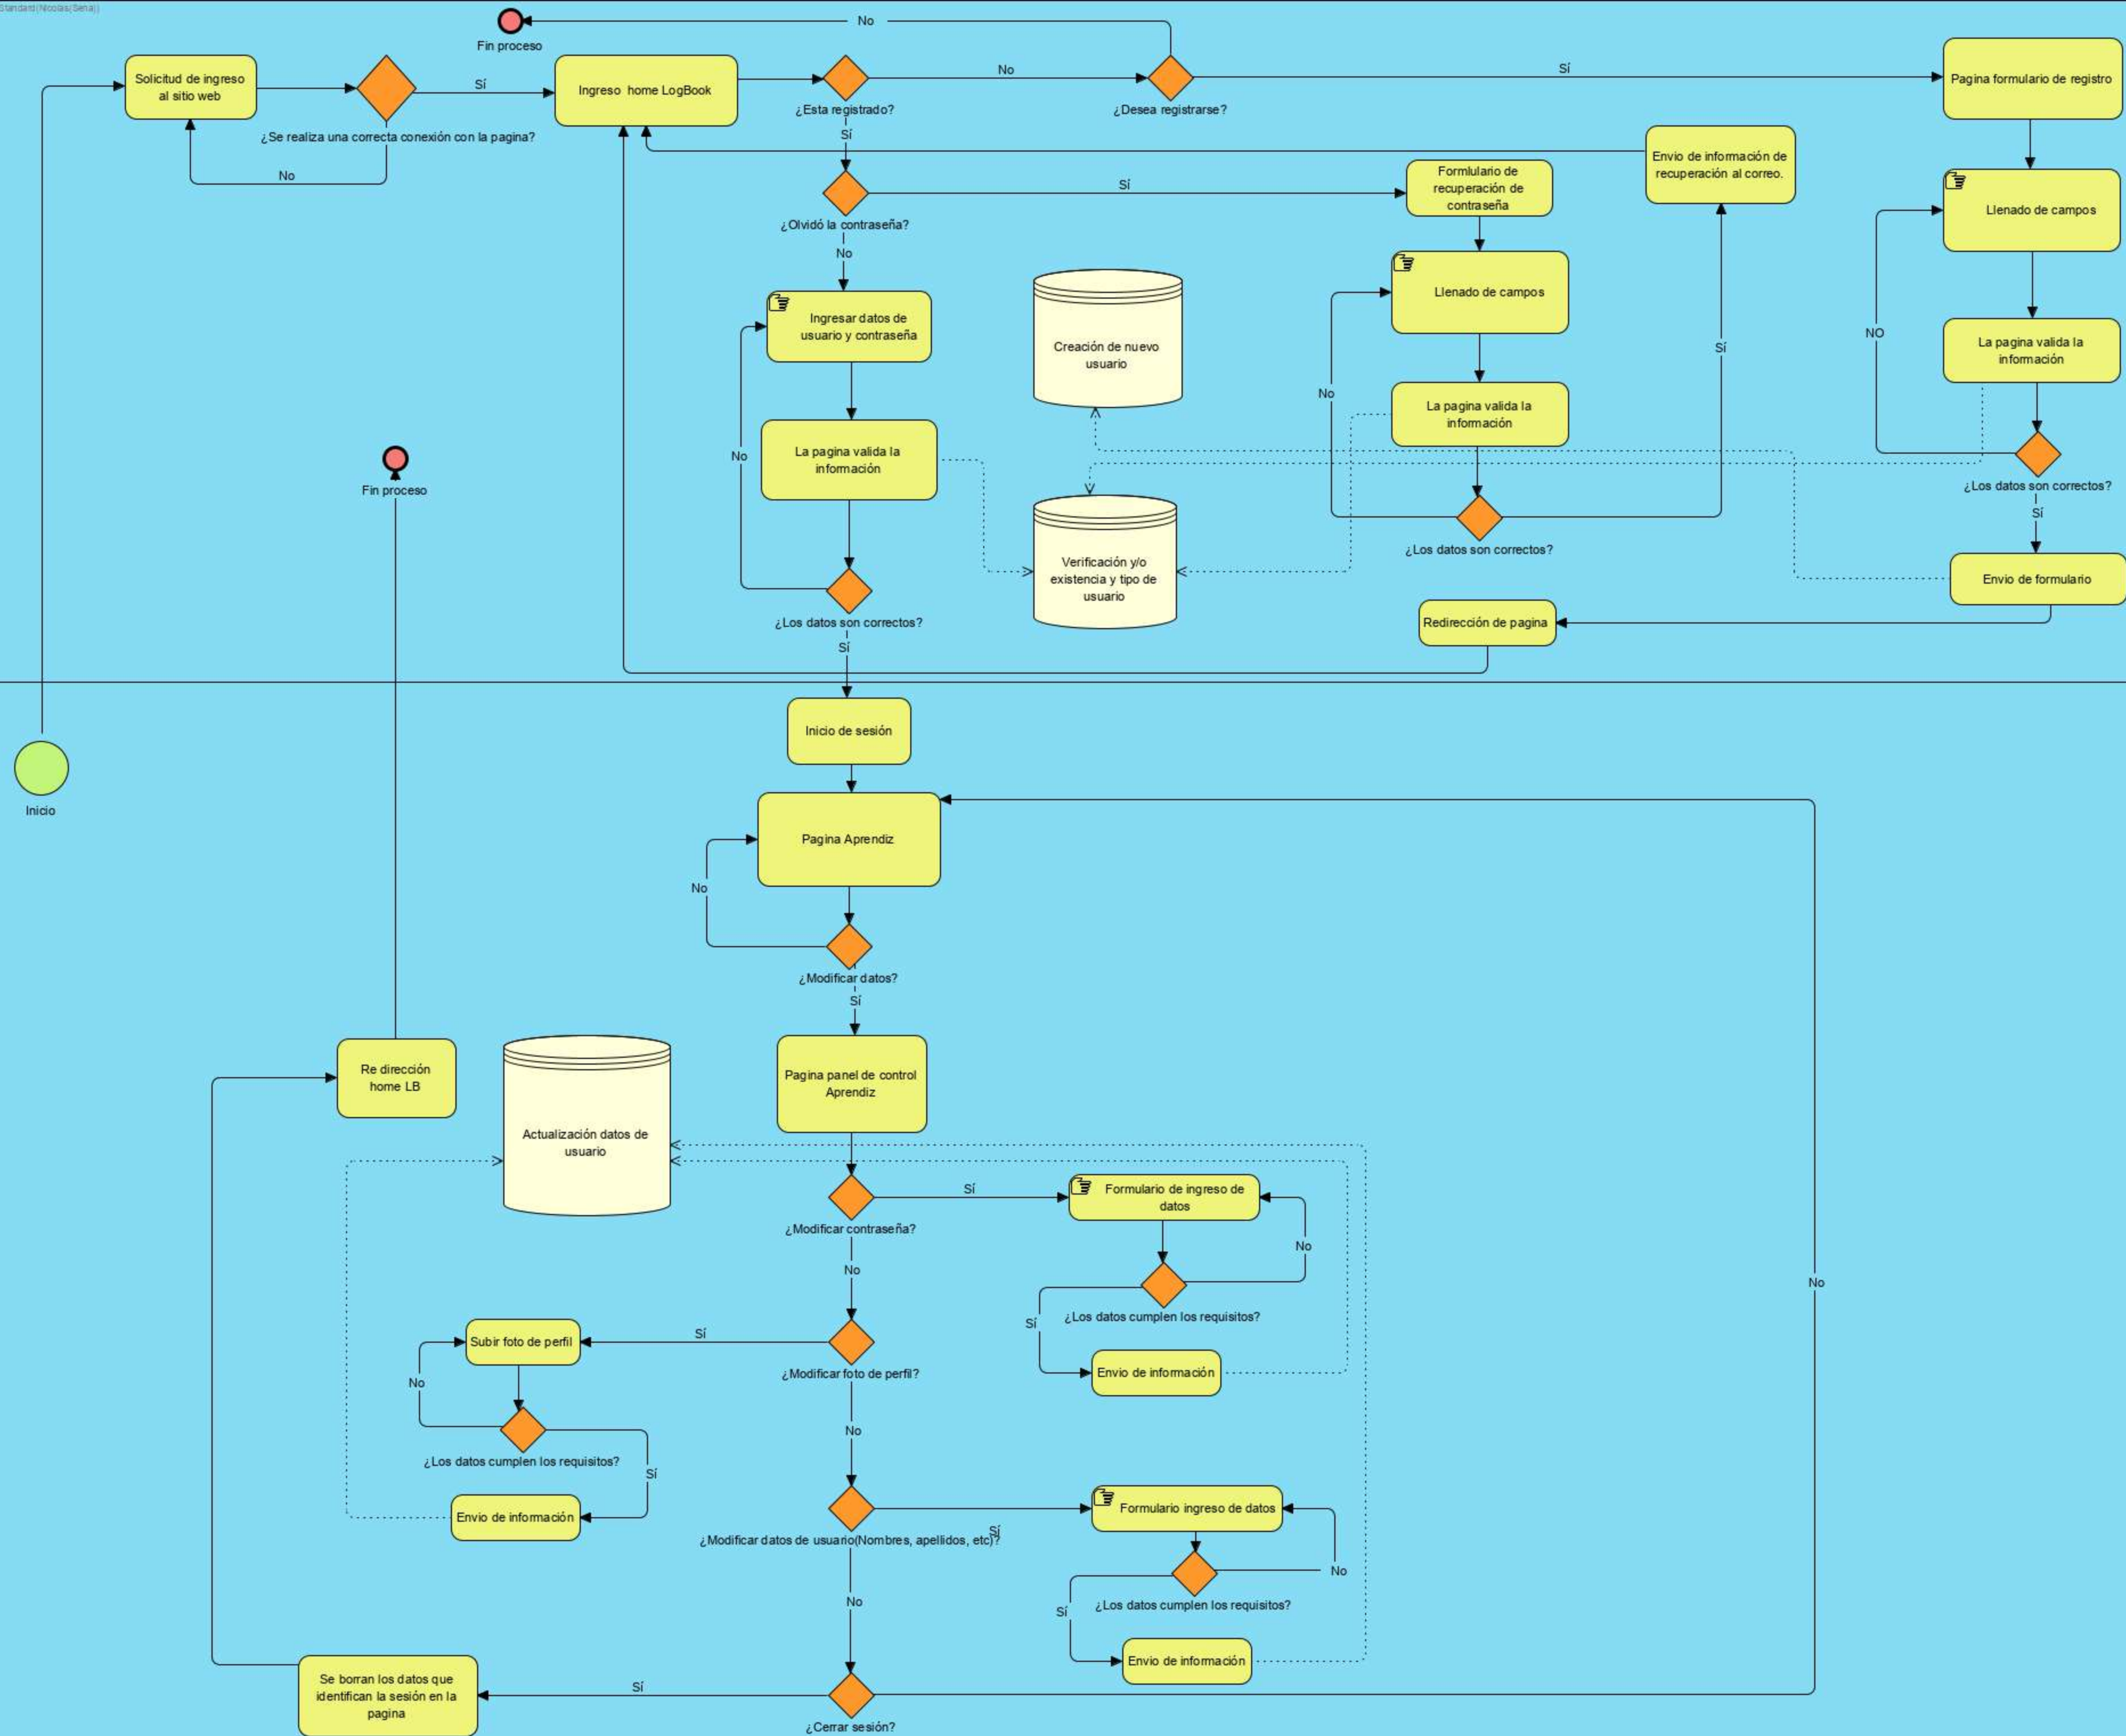 Standard(Nicolas(Sena))
No
Fin proceso
Solicitud de ingreso
al sitio web
Sí
Ingreso  home LogBook
No
Sí
Pagina formulario de registro
¿Esta registrado?
¿Desea registrarse?
¿Se realiza una correcta conexión con la pagina?
Sí
No
Envio de información de
recuperación al correo.
Formlulario de
recuperación de
contraseña
Sí
Llenado de campos
¿Olvidó la contraseña?
No
Llenado de campos
Ingresar datos de
usuario y contraseña
Creación de nuevo
usuario
Sí
NO
La pagina valida la
información
No
La pagina valida la
información
No
La pagina valida la
información
Fin proceso
¿Los datos son correctos?
Sí
¿Los datos son correctos?
Verificación y/o
existencia y tipo de
usuario
Envio de formulario
¿Los datos son correctos?
Redirección de pagina
Sí
Inicio de sesión
Inicio
Pagina Aprendiz
No
¿Modificar datos?
Sí
Re dirección
home LB
Pagina panel de control
Aprendiz
Actualización datos de
usuario
Sí
Formulario de ingreso de
datos
¿Modificar contraseña?
No
No
No
¿Los datos cumplen los requisitos?
Sí
Subir foto de perfil
Sí
¿Modificar foto de perfil?
Envio de información
No
No
¿Los datos cumplen los requisitos?
Sí
Envio de información
Formulario ingreso de datos
Sí
¿Modificar datos de usuario(Nombres, apellidos, etc)?
No
No
¿Los datos cumplen los requisitos?
Sí
Envio de información
Se borran los datos que
identifican la sesión en la
pagina
Sí
¿Cerrar sesión?